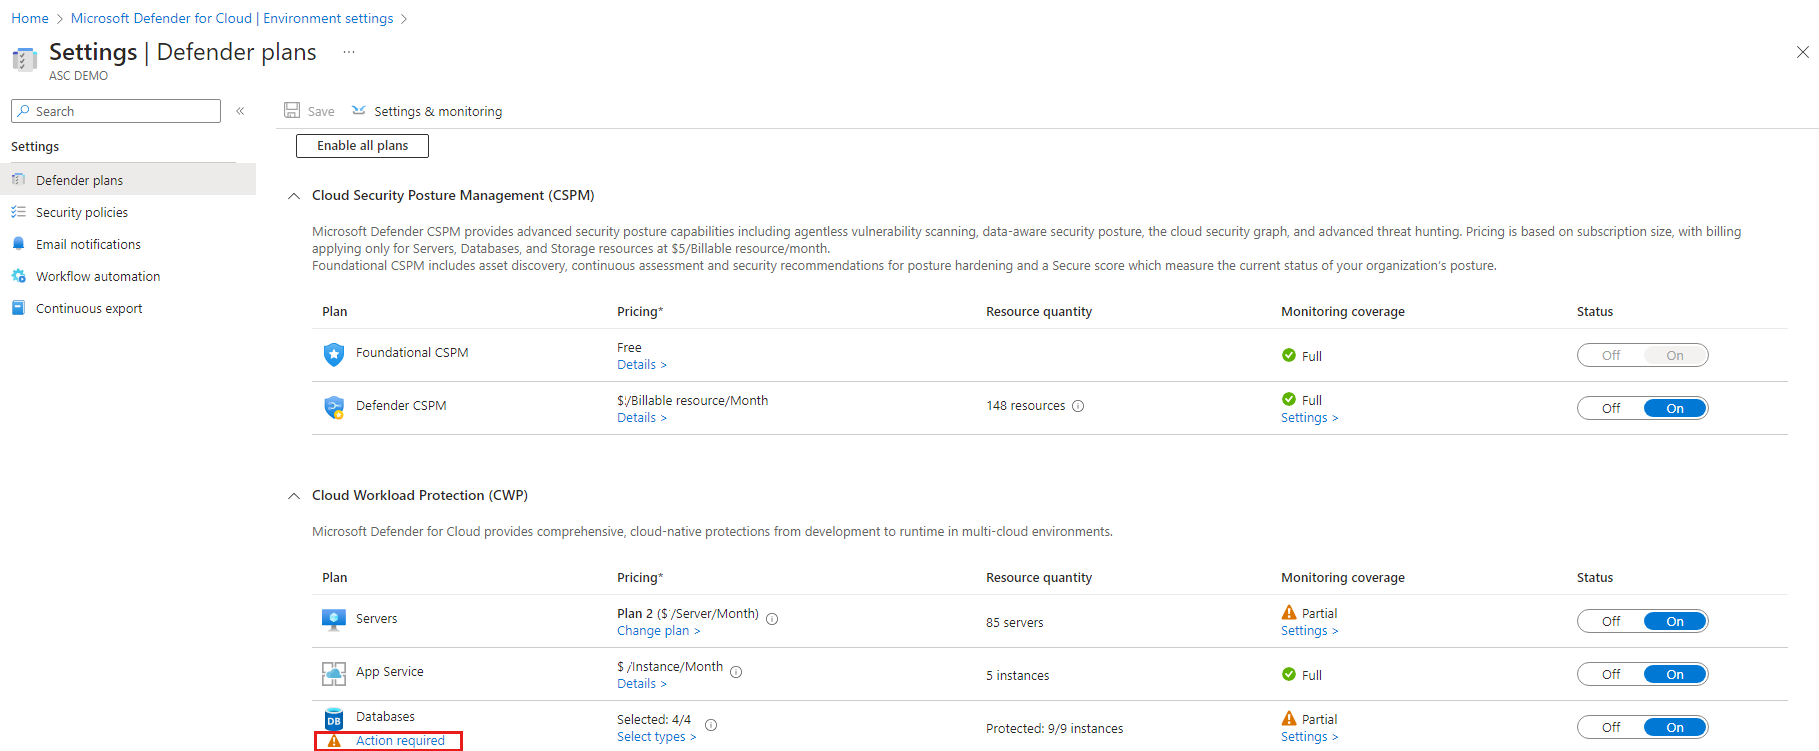 Home > Microsoft Defender for Cloud | Environment settings >
Settings | Defender plans ...
ASC DEMO
Search «
Save Settings & monitoring
Enable all plans
Settings
Defender plans
Security policies
Email notifications
Workflow automation
Continuous export
Cloud Security Posture Management (CSPM)
Microsoft Defender CSPM provides advanced security posture capabilities including agentless vulnerability scanning, data-aware security posture, the cloud security graph, and advanced threat hunting. Pricing is based on subscription size, with billing
applying only for Servers, Databases, and Storage resources at $5/Billable resource/month.
Foundational CSPM includes asset discovery, continuous assessment and security recommendations for posture hardening and a Secure score which measure the current status of your organization's posture.
Plan Pricing* Resource quantity Monitoring coverage Status
Foundational CSPM Free Full Off On
Details >
Defender CSPM $/Billable resource/Month 148 resources Full Off On
Details > Settings >
Cloud Workload Protection (CWP)
Microsoft Defender for Cloud provides comprehensive, cloud-native protections from development to runtime in multi-cloud environments.
Plan Pricing* Resource quantity Monitoring coverage Status
Servers Plan 2 ($/Server/Month) 85 servers Partial Off On
Change plan > Settings >
App Service $ /Instance/Month 5 instances Full Off On
Details >
Databases Selected: 4/4 Protected: 9/9 instances Partial Off On
DB
Action required Select types > Settings >